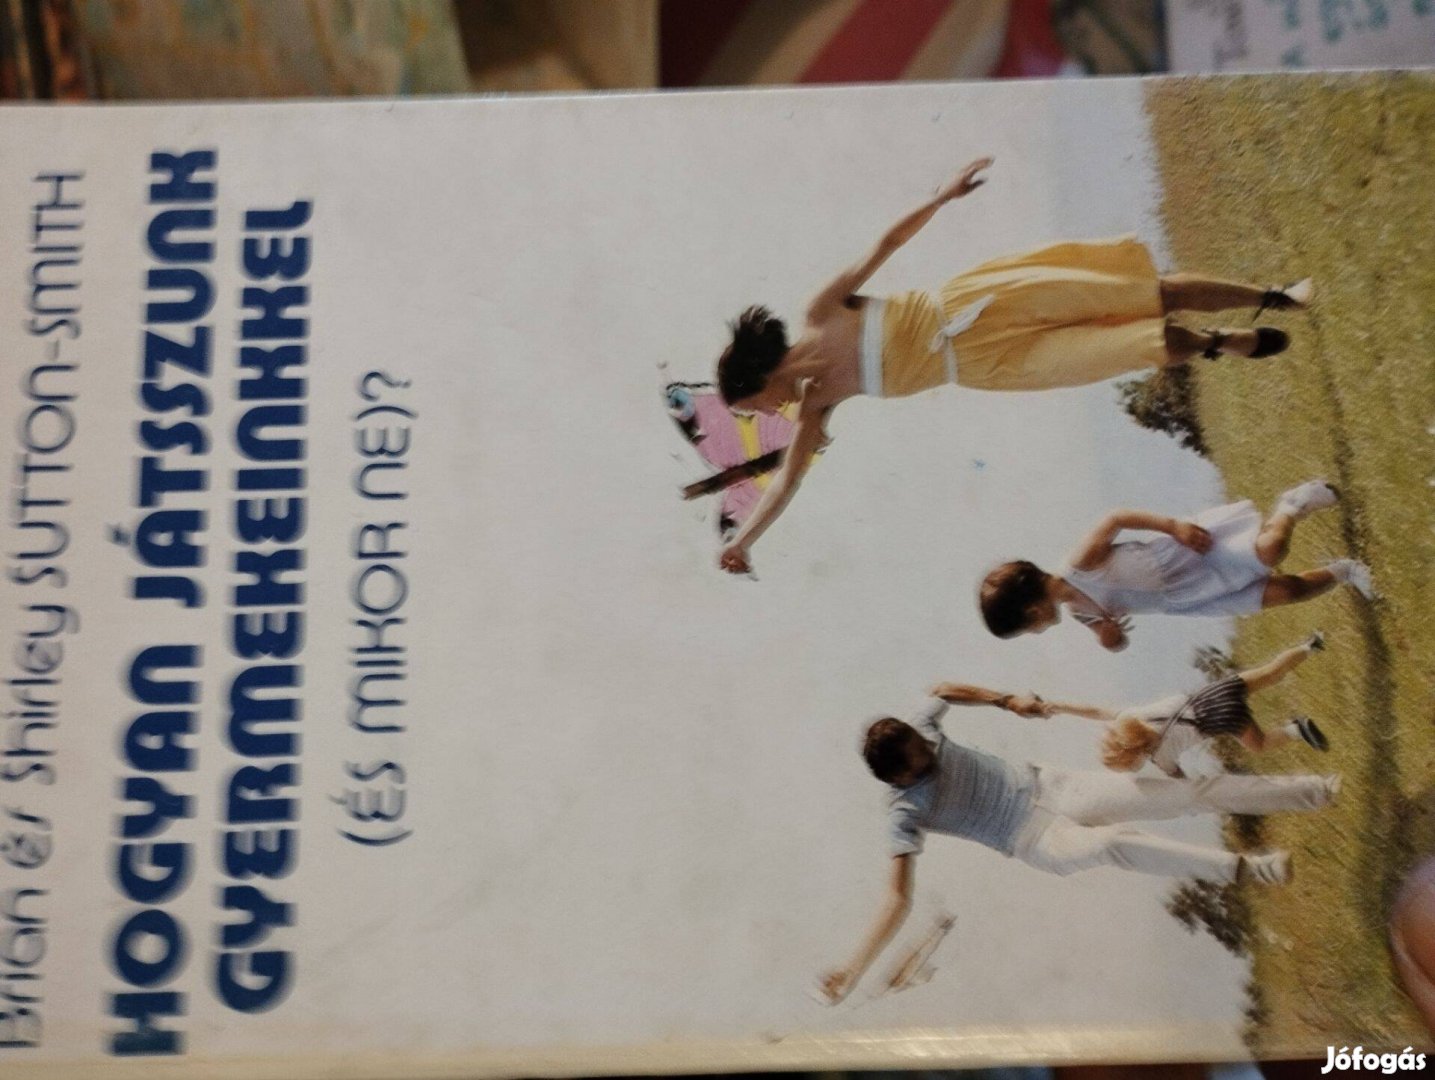 Brian és Shirley SUTTON-SMITH
HOGYAN JÁTSSZUNK
GYERMEKEINKKEL
(ÉS MIKOR NE)?
Jófogás